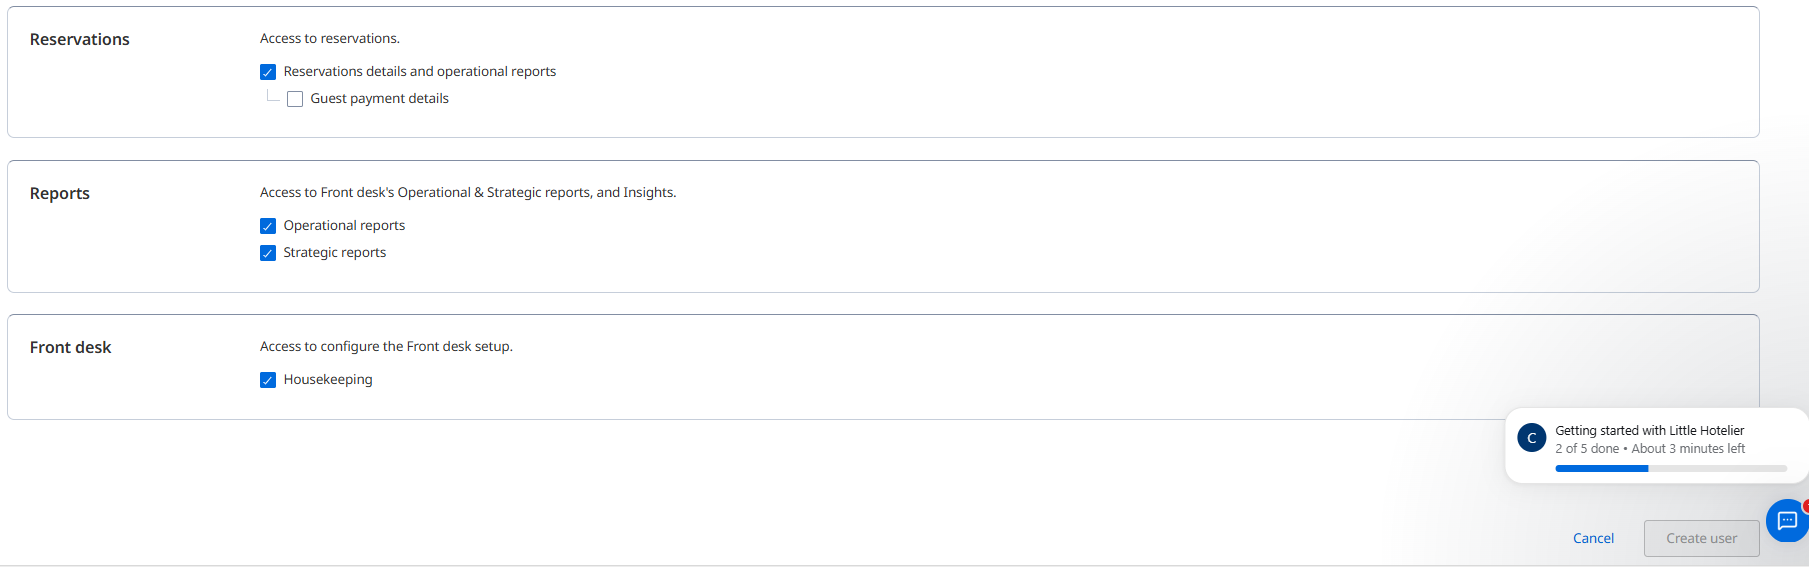 Reservations
Access to reservations.
Reservations details and operational reports
Guest payment details
Reports
Access to Front desk's Operational & Strategic reports, and Insights.
Operational reports
Strategic reports
Front desk
Access to configure the Front desk setup.
Housekeeping
C
Getting started with Little Hotelier
2 of 5 done • About 3 minutes left
Cancel
Create user